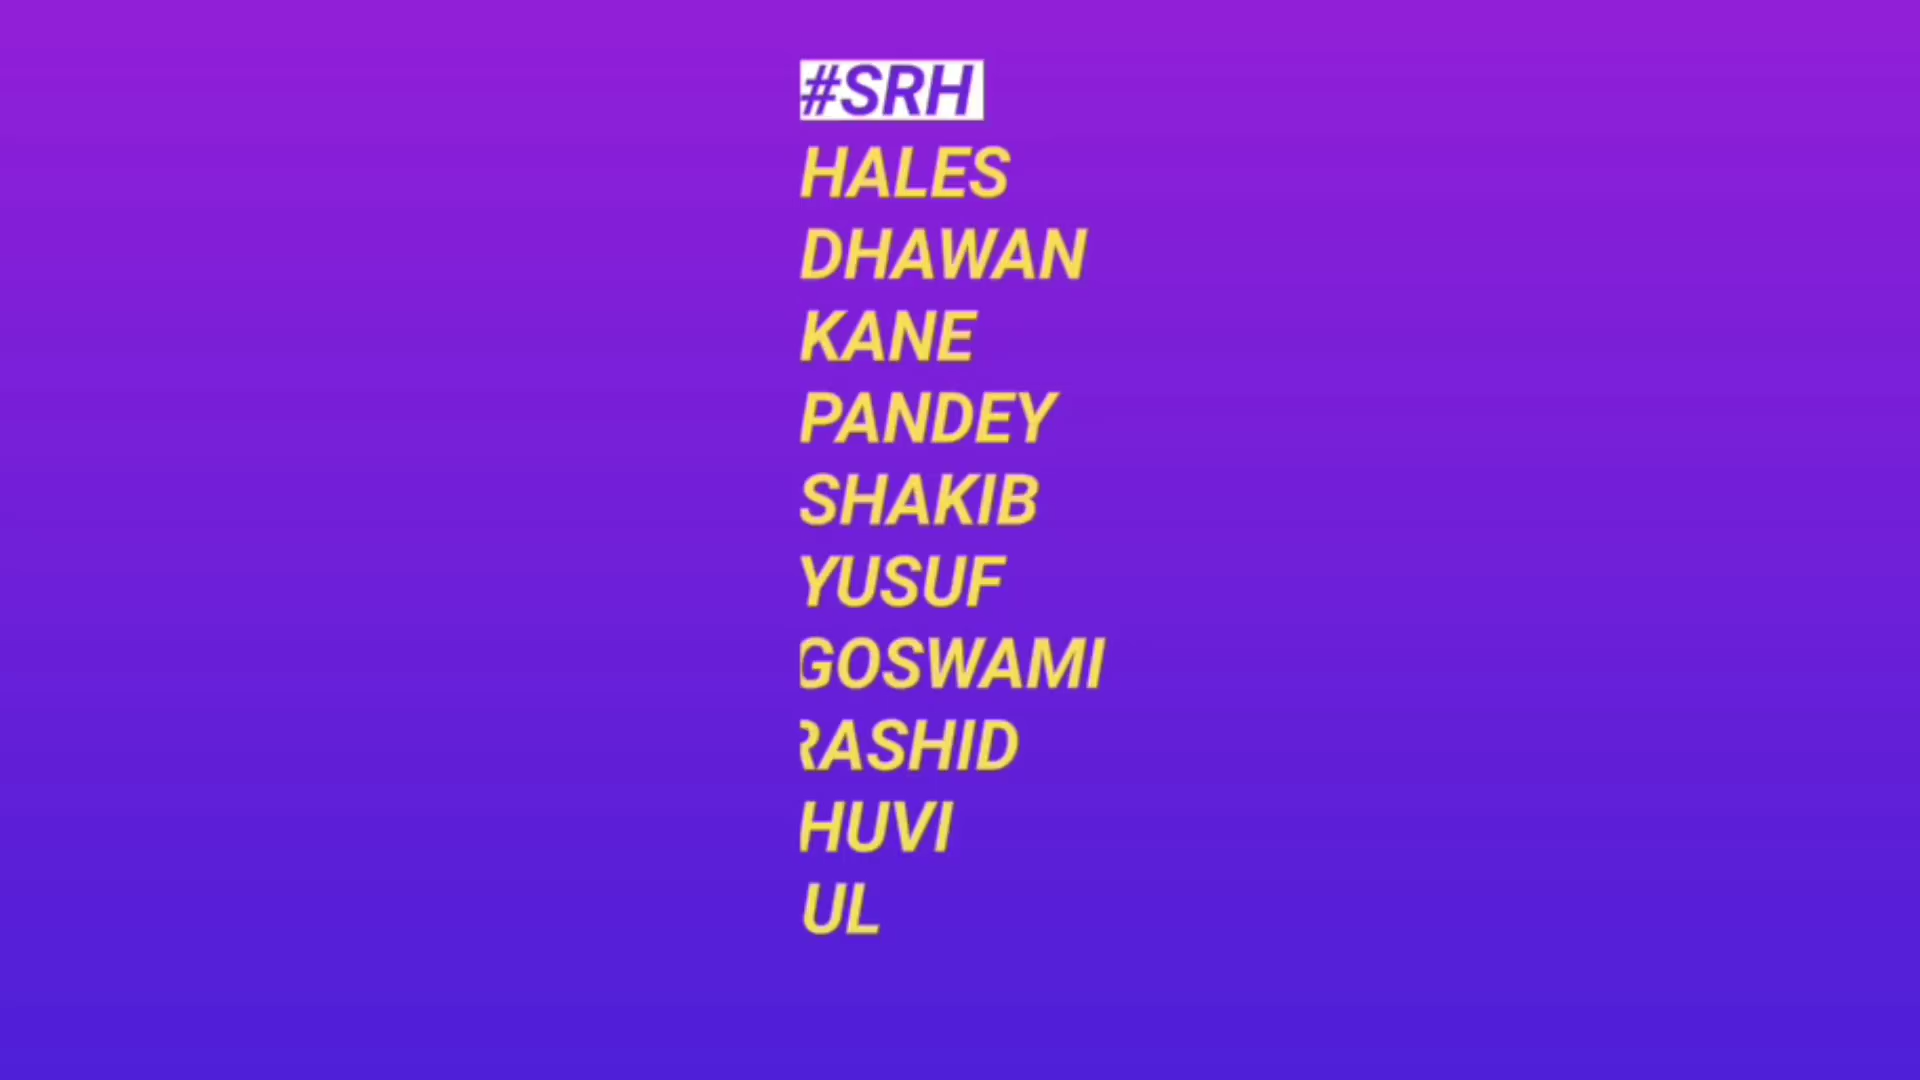 #SRH
HALES
DHAWAN
KANE
PANDEY
SHAKIB
YUSUF
GOSWAMI
RASHID
HUVI
UL